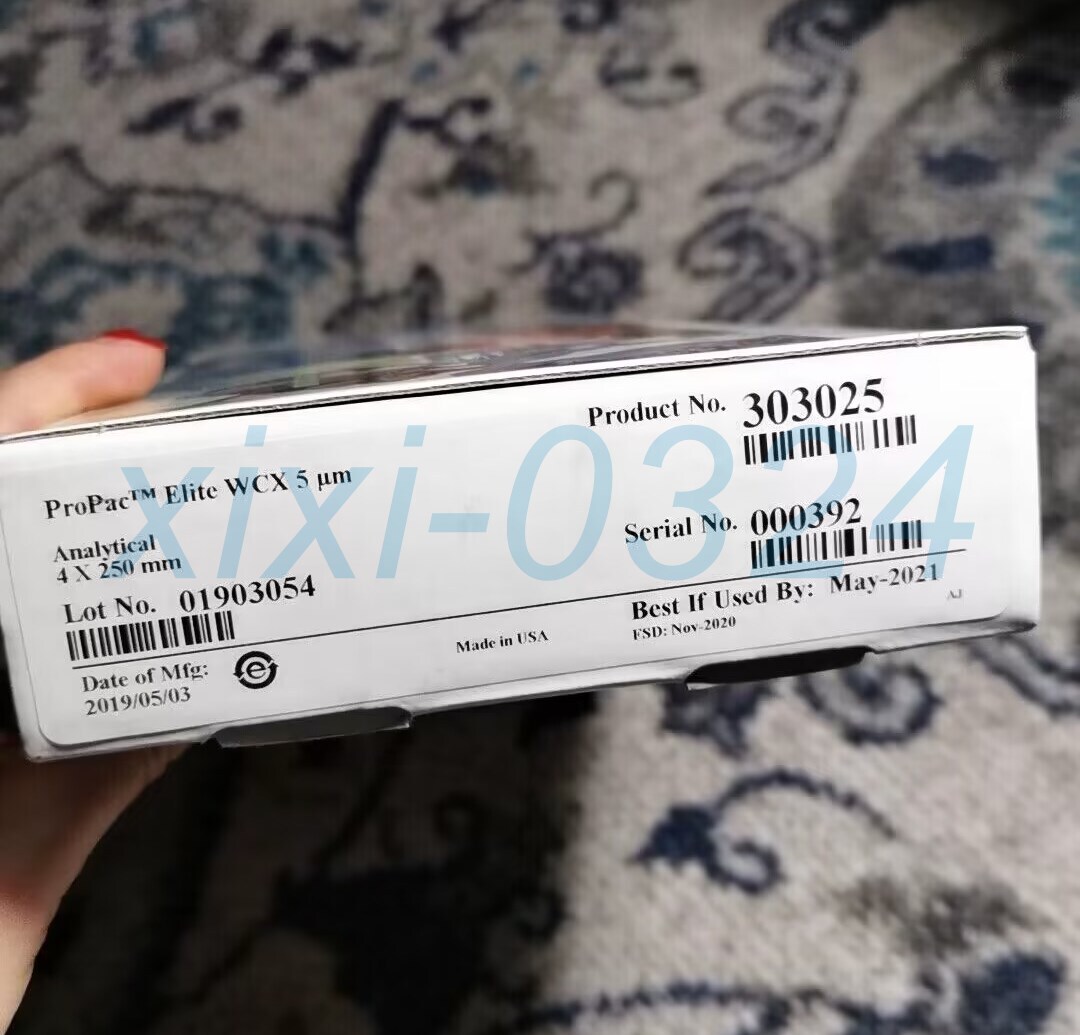 Product No. 303025
ProPac™ Elite WCX 5 µm
Analytical
4 X 250 mm
Serial No. 000392
Lot No. 01903054
Best If Used By: May-2021
FSD: Nov-2020
AJ
Made in USA
Date of Mfg:
2019/05/03
e
xixi-0324